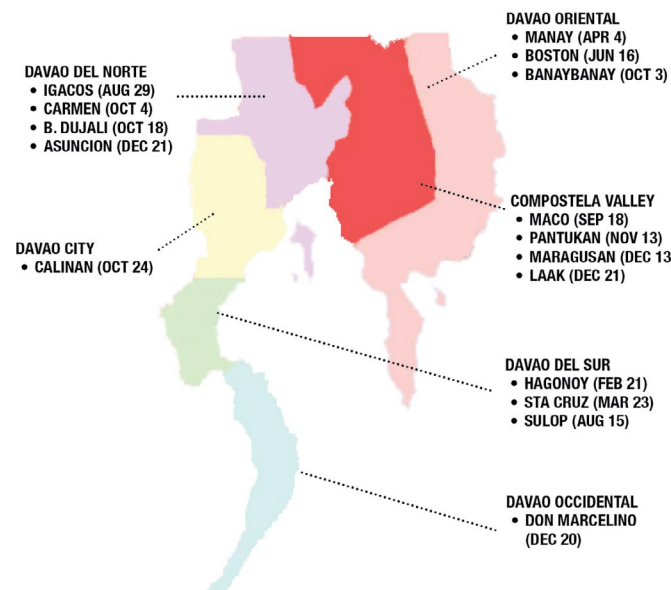 DAVAO ORIENTAL
• MANAY (APR 4)
• BOSTON (JUN 16)
• BANAYBANAY (OCT 3)
DAVAO DEL NORTE
• IGACOS (AUG 29)
• CARMEN (OCT 4)
• B. DUJALI (OCT 18)
• ASUNCION (DEC 21)
COMPOSTELA VALLEY
• MACO (SEP 18)
• PANTUKAN (NOV 13)
• MARAGUSAN (DEC 13
• LAAK (DEC 21)
DAVAO CITY
• CALINAN (OCT 24)
DAVAO DEL SUR
• HAGONOY (FEB 21)
• STA CRUZ (MAR 23)
• SULOP (AUG 15)
DAVAO OCCIDENTAL
• DON MARCELINO
(DEC 20)